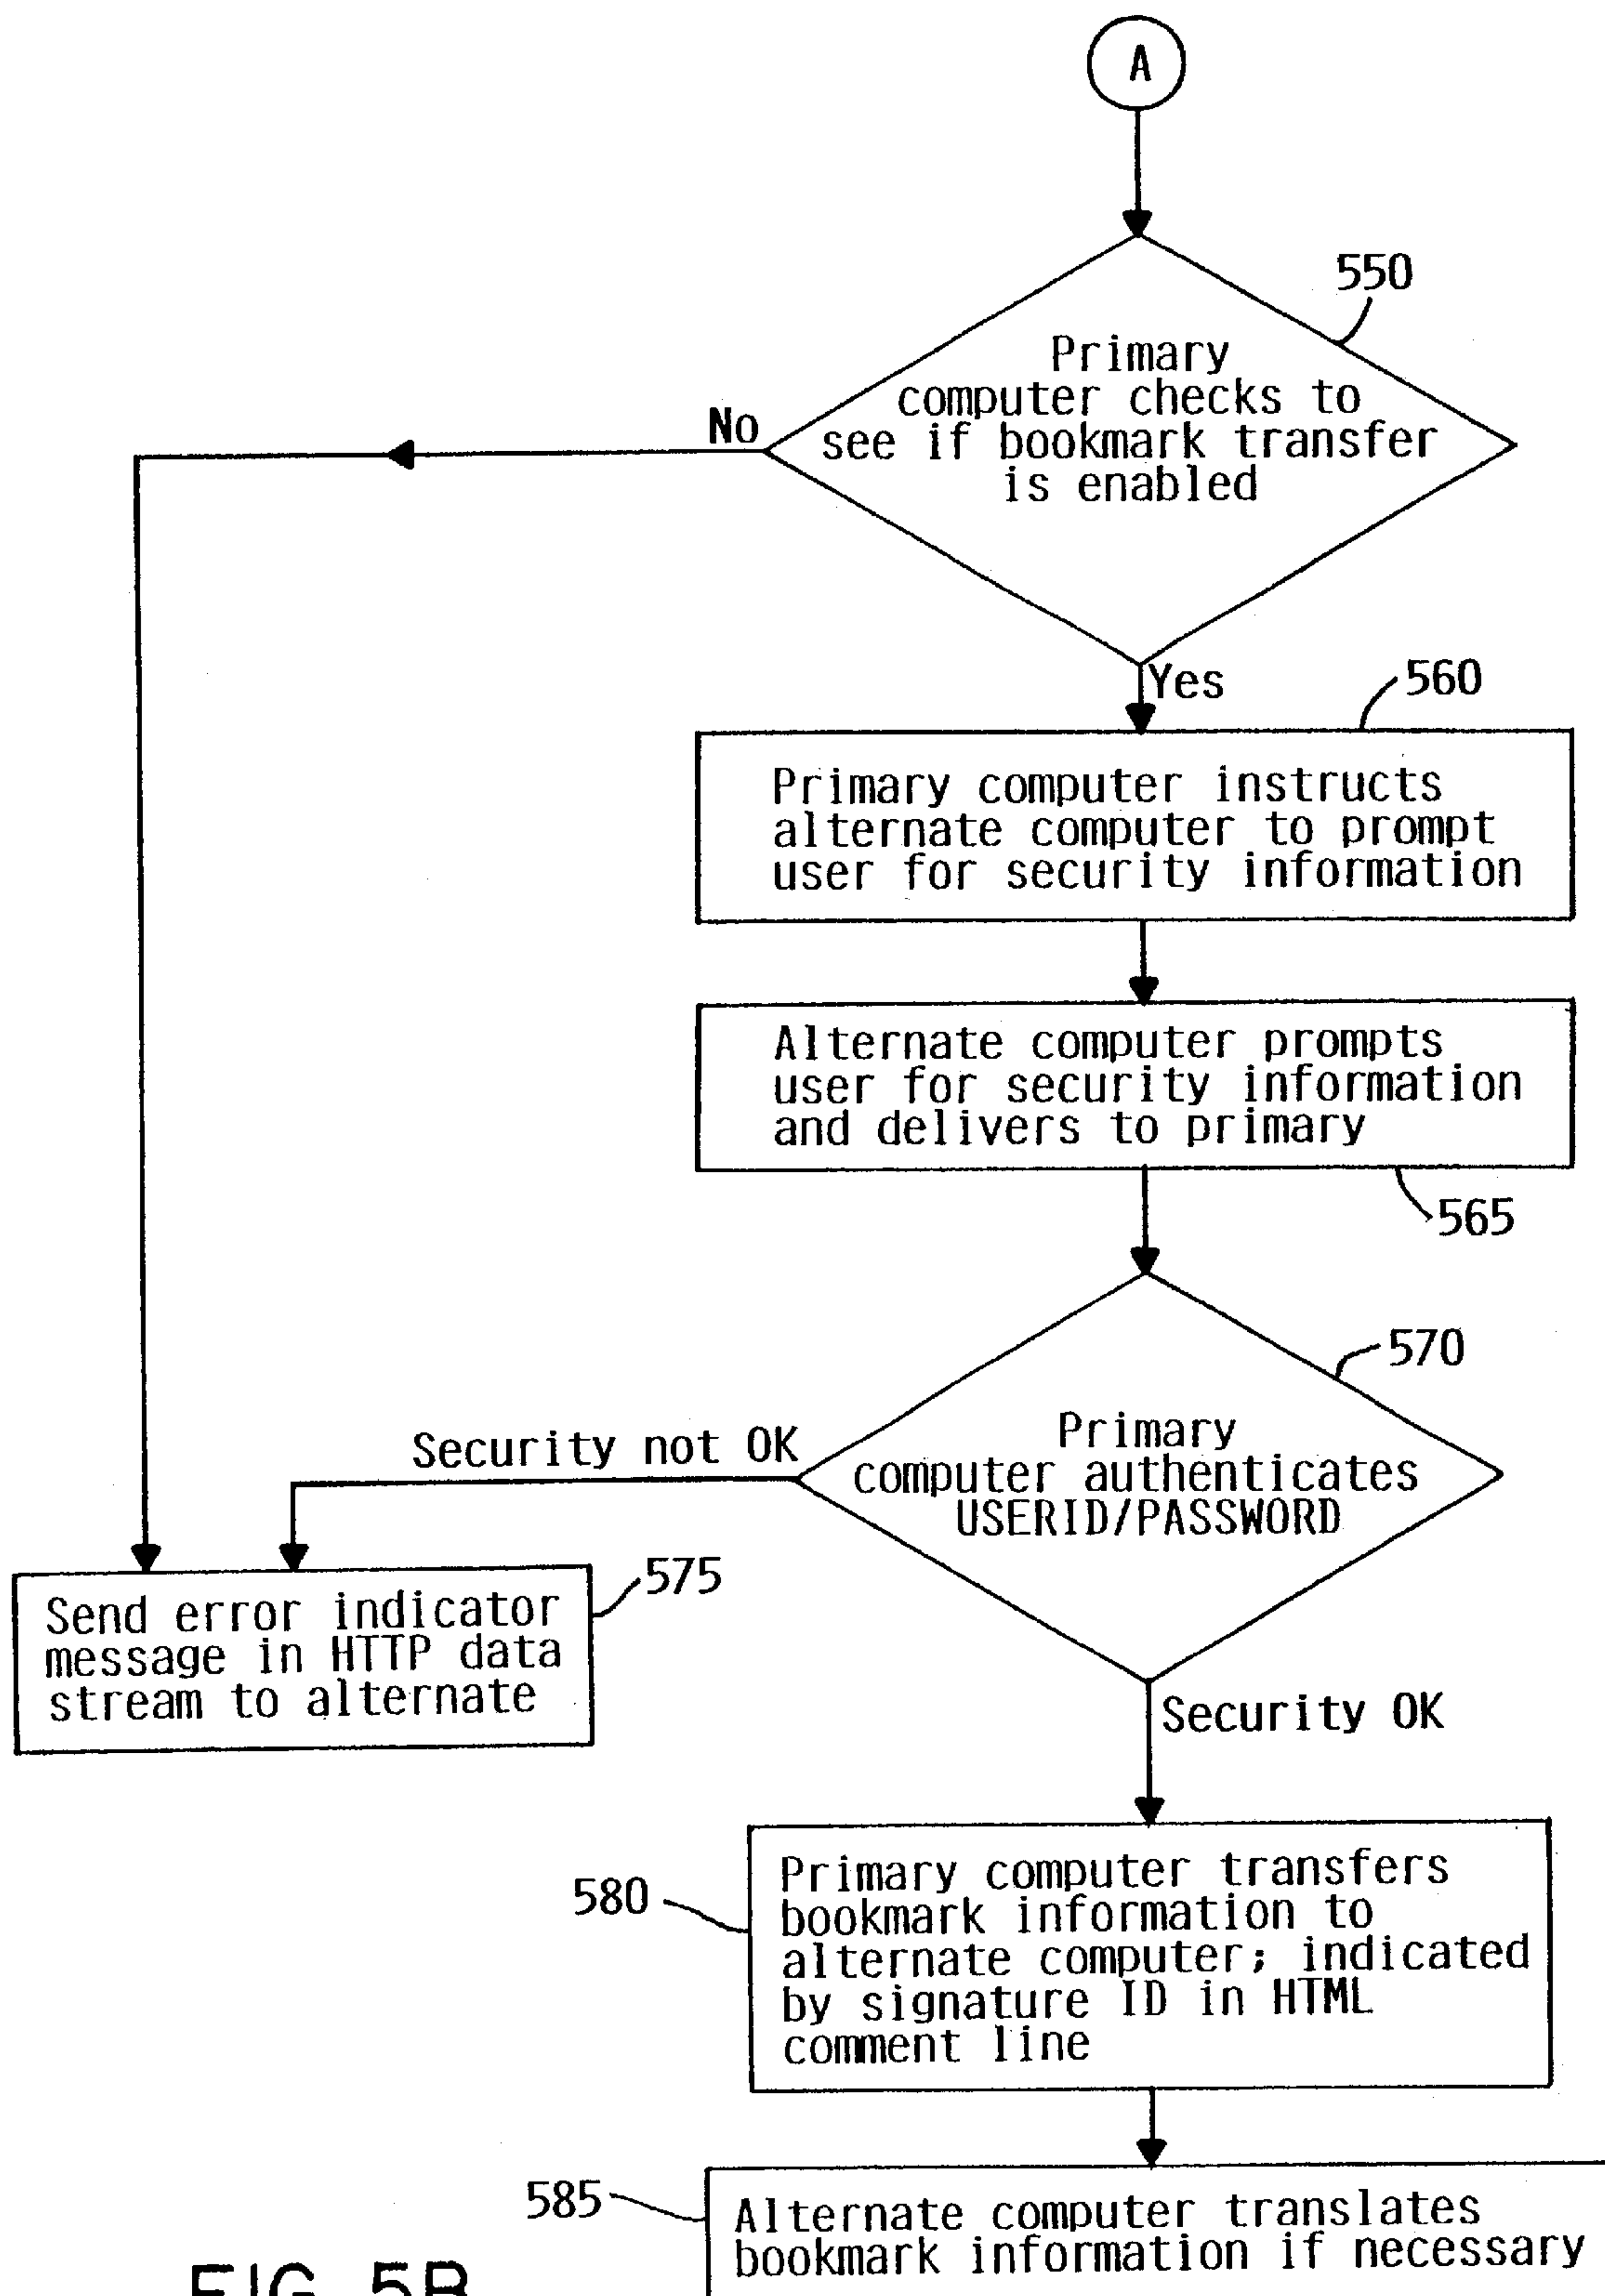 A
550
Primary
computer checks to
see if bookmark transfer
is enabled
No
Yes
560
Primary computer instructs
alternate computer to prompt
user for security information
Alternate computer prompts
user for security information
and delivers to primary
565
570
Primary
computer authenticates
USERID/PASSWORD
Security not OK
575
Send error indicator
message in HTTP data
stream to alternate
Security OK
580
Primary computer transfers
bookmark information to
alternate computer; indicated
by signature ID in HTML
comment line
585
Alternate computer translates
bookmark information if necessary
FIG. 5B